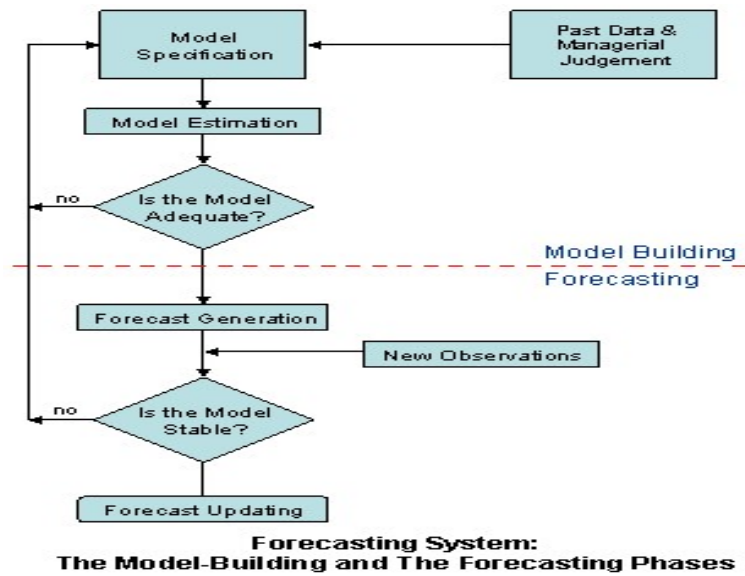 Model
Specification
Past Data &
Managerial
Judgement
Model Estimation
Is the Model
Adequate?
no
Model Building
Forecasting
Forecast Generation
New Observations
Is the Model
Stable?
no
Forecast Updating
Forecasting System:
The Model-Building and The Forecasting Phases